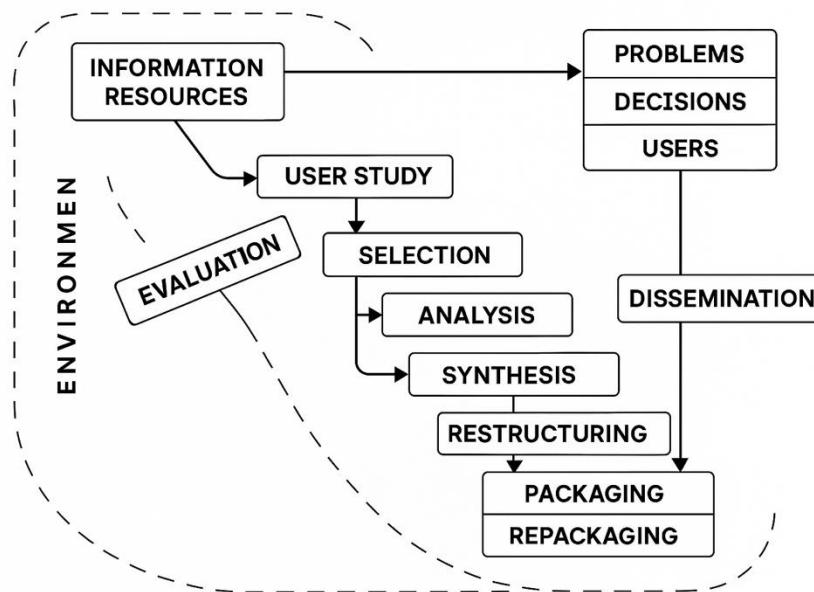 INFORMATION
RESOURCES
PROBLEMS
DECISIONS
USERS
USER STUDY
ENVIRONMEN
EVALUATION
SELECTION
DISSEMINATION
ANALYSIS
SYNTHESIS
RESTRUCTURING
PACKAGING
REPACKAGING